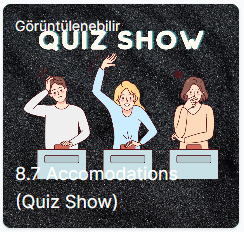 Görüntülenebilir
QUIZ SHOW
8.7 Accomodations
(Quiz Show)